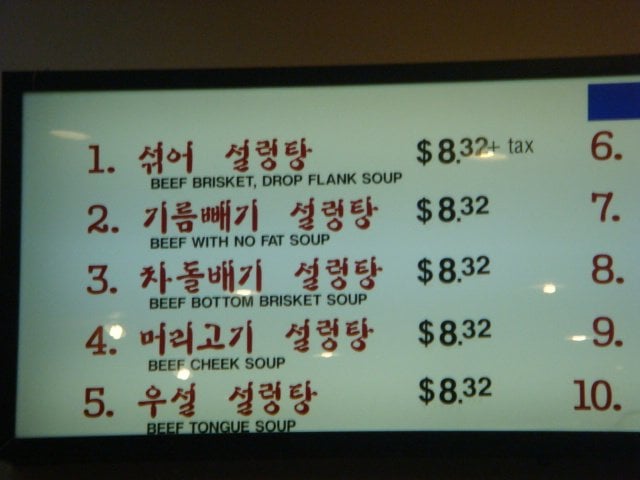 1. 섞어 설렁탕 $8.32+ tax
BEEF BRISKET, DROP FLANK SOUP
2. 기름빼기 설렁탕 $8.32
BEEF WITH NO FAT SOUP
3. 차돌배기 설렁탕 $8.32
BEEF BOTTOM BRISKET SOUP
4. 머리고기 설렁탕 $8.32
BEEF CHEEK SOUP
5. 우설 설렁탕 $8.32
BEEF TONGUE SOUP
6.
7.
8.
9.
10.